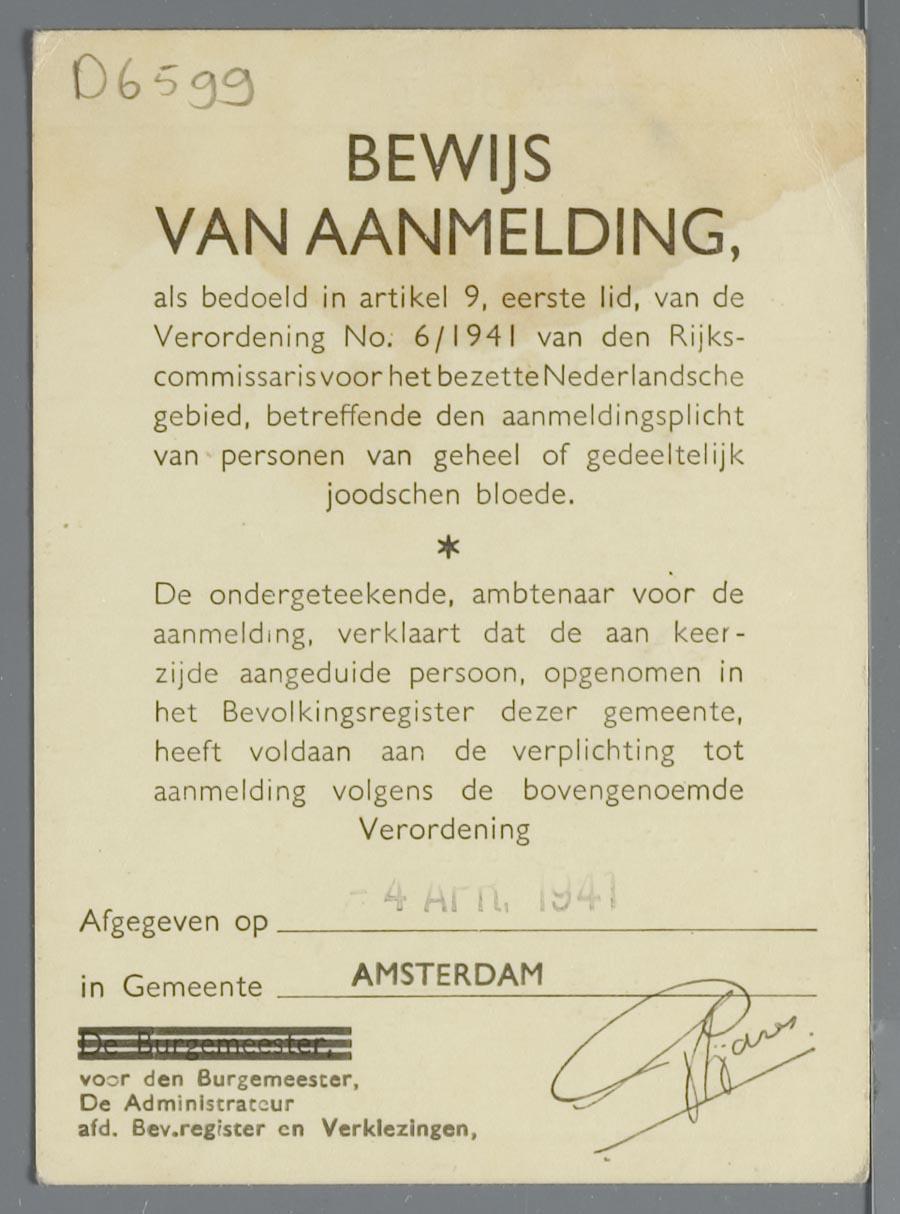 D6599
BEWIJS
VAN AANMELDING,
als bedoeld in artikel 9, eerste lid, van de
Verordening No. 6/1941 van den Rijks-
commissaris voor het bezette Nederlandsche
gebied, betreffende den aanmeldingsplicht
van personen van geheel of gedeeltelijk
joodschen bloede.
*
De ondergeteekende, ambtenaar voor de
aanmelding, verklaart dat de aan keer-
zijde aangeduide persoon, opgenomen in
het Bevolkingsregister dezer gemeente,
heeft voldaan aan de verplichting tot
aanmelding volgens de bovengenoemde
Verordening
Afgegeven op - 4 APR. 1941
in Gemeente AMSTERDAM
De Burgemeester,
voor den Burgemeester,
De Administrateur
afd. Bev.register en Verkiezingen,